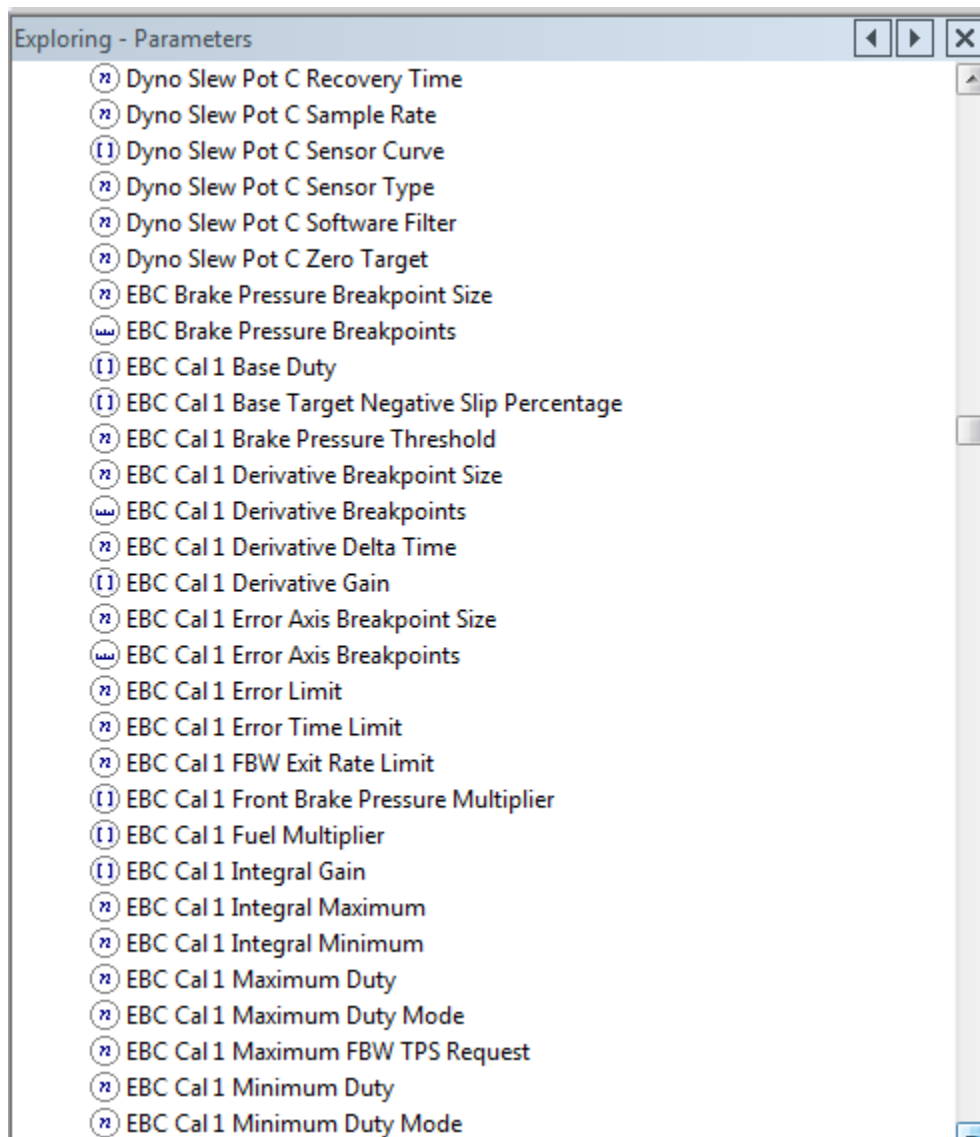 Exploring - Parameters
Dyno Slew Pot C Recovery Time
Dyno Slew Pot C Sample Rate
Dyno Slew Pot C Sensor Curve
Dyno Slew Pot C Sensor Type
Dyno Slew Pot C Software Filter
Dyno Slew Pot C Zero Target
EBC Brake Pressure Breakpoint Size
EBC Brake Pressure Breakpoints
EBC Cal 1 Base Duty
EBC Cal 1 Base Target Negative Slip Percentage
EBC Cal 1 Brake Pressure Threshold
EBC Cal 1 Derivative Breakpoint Size
EBC Cal 1 Derivative Breakpoints
EBC Cal 1 Derivative Delta Time
EBC Cal 1 Derivative Gain
EBC Cal 1 Error Axis Breakpoint Size
EBC Cal 1 Error Axis Breakpoints
EBC Cal 1 Error Limit
EBC Cal 1 Error Time Limit
EBC Cal 1 FBW Exit Rate Limit
EBC Cal 1 Front Brake Pressure Multiplier
EBC Cal 1 Fuel Multiplier
EBC Cal 1 Integral Gain
EBC Cal 1 Integral Maximum
EBC Cal 1 Integral Minimum
EBC Cal 1 Maximum Duty
EBC Cal 1 Maximum Duty Mode
EBC Cal 1 Maximum FBW TPS Request
EBC Cal 1 Minimum Duty
EBC Cal 1 Minimum Duty Mode